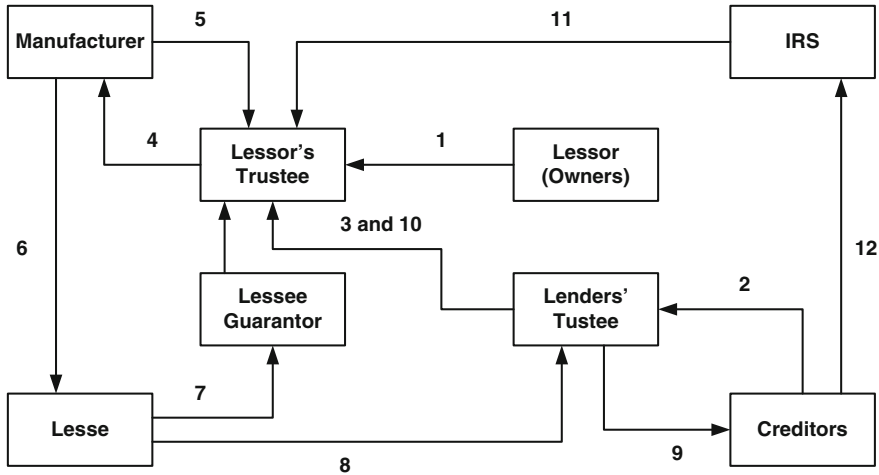 5
11
Manufacturer
IRS
4
1
Lessor's
Trustee
Lessor
(Owners)
3 and 10
6
12
2
Lessee
Guarantor
Lenders'
Tustee
7
Lesse
Creditors
9
8